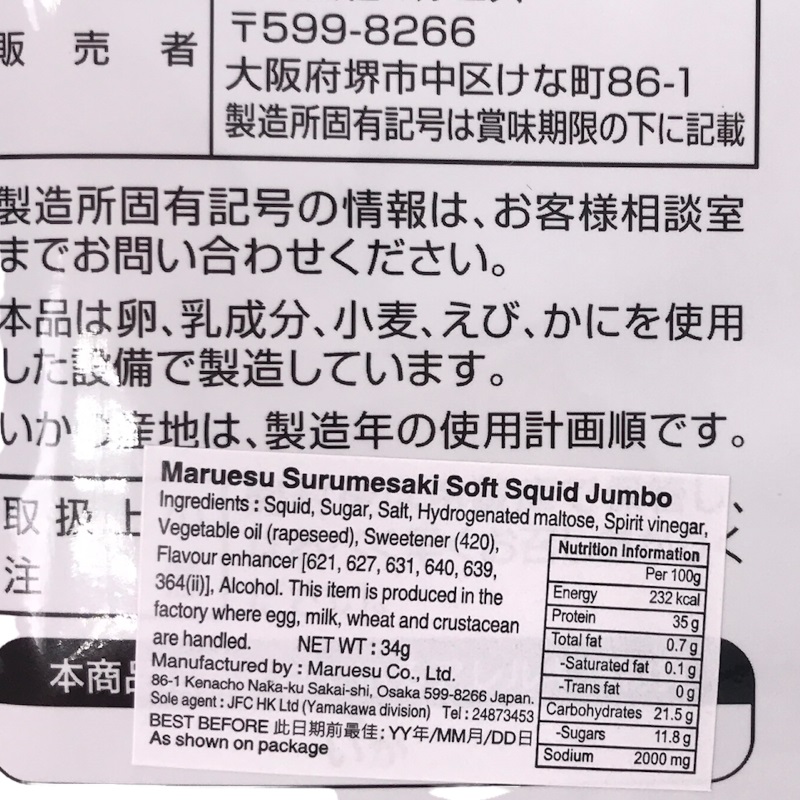 〒599-8266
販売者
大阪府堺市中区けな町86-1
製造所固有記号は賞味期限の下に記載
製造所固有記号の情報は、お客様相談室
までお問い合わせください。
本品は卵、乳成分、小麦、えび、かにを使用
した設備で製造しています。
いか 産地は、製造年の使用計画順です。
取扱上
注
本商品
Maruesu Surumesaki Soft Squid Jumbo
Ingredients : Squid, Sugar, Salt, Hydrogenated maltose, Spirit vinegar,
Vegetable oil (rapeseed), Sweetener (420),
Flavour enhancer [621, 627, 631, 640, 639,
364(ii)], Alcohol. This item is produced in the
factory where egg, milk, wheat and crustacean
are handled. NET WT : 34g
Manufactured by : Maruesu Co., Ltd.
86-1 Kenacho Naka-ku Sakai-shi, Osaka 599-8266 Japan.
Sole agent : JFC HK Ltd (Yamakawa division) Tel : 24873453
BEST BEFORE 此日期前最佳: YY年/MM月/DD日
As shown on package
Nutrition Information
Per 100g
Energy 232 kcal
Protein 35 g
Total fat 0.7 g
-Saturated fat 0.1 g
-Trans fat 0 g
Carbohydrates 21.5 g
-Sugars 11.8 g
Sodium 2000 mg